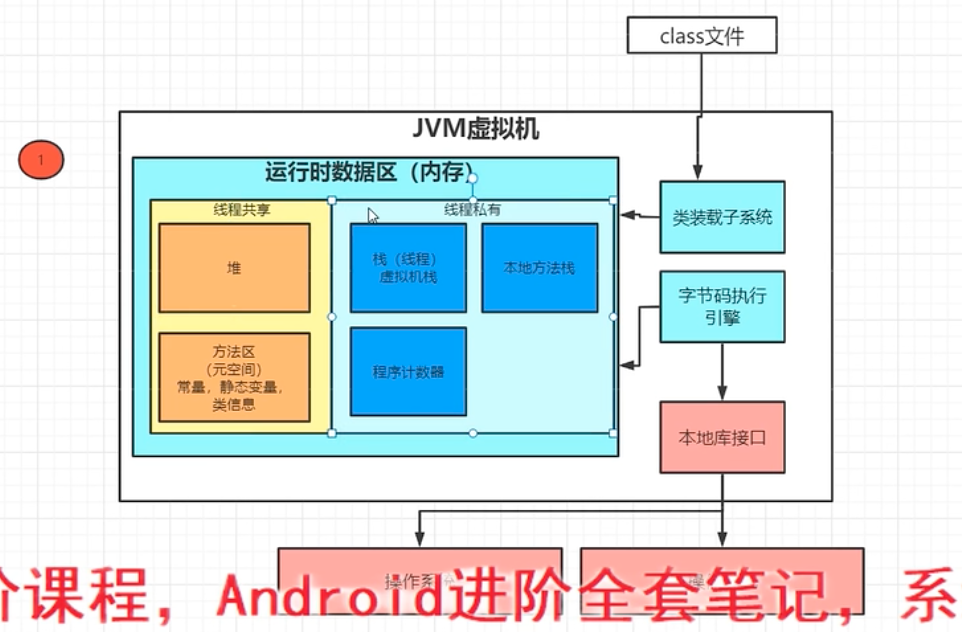 class文件
JVM虚拟机
1
运行时数据区（内存）
线程共享
线程私有
堆
栈（线程）
虚拟机栈
本地方法栈
类装载子系统
字节码执行
引擎
方法区
（元空间）
常量，静态变量，
类信息
程序计数器
本地库接口
操作系
阶课程，Android进阶全套笔记，系